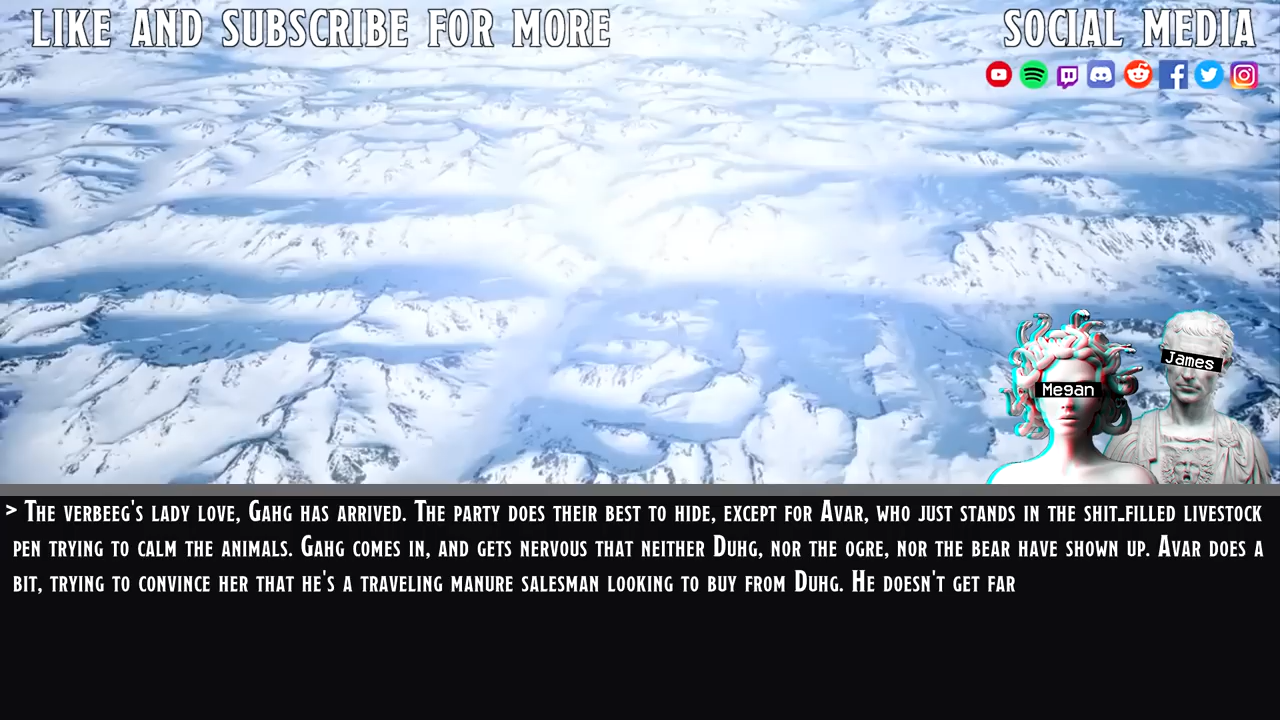 LIKE AND SUBSCRIBE FOR MORE
SOCIAL MEDIA
James
Megan
> The verbeeg's lady love, Gahg has arrived. The party does their best to hide, except for Avar, who just stands in the shit-filled livestock
pen trying to calm the animals. Gahg comes in, and gets nervous that neither Duhg, nor the ogre, nor the bear have shown up. Avar does a
bit, trying to convince her that he's a traveling manure salesman looking to buy from Duhg. He doesn't get far